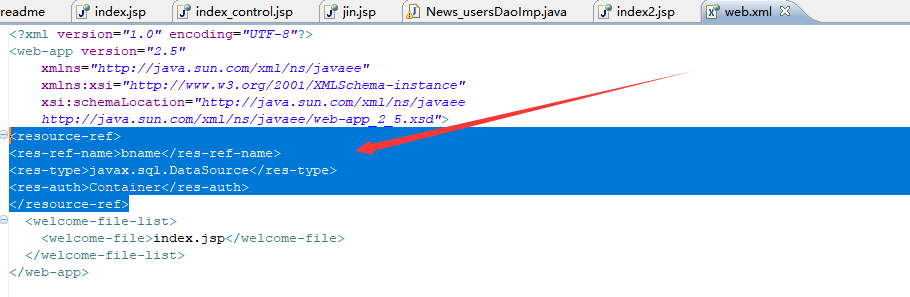 readme index.jsp index_control.jsp jin.jsp News_usersDaoImp.java index2.jsp web.xml
<?xml version="1.0" encoding="UTF-8"?>
<web-app version="2.5"
xmlns="http://java.sun.com/xml/ns/javaee"
xmlns:xsi="http://www.w3.org/2001/XMLSchema-instance"
xsi:schemaLocation="http://java.sun.com/xml/ns/javaee
http://java.sun.com/xml/ns/javaee/web-app_2_5.xsd">
<resource-ref>
<res-ref-name>bname</res-ref-name>
<res-type>javax.sql.DataSource</res-type>
<res-auth>Container</res-auth>
</resource-ref>
<welcome-file-list>
<welcome-file>index.jsp</welcome-file>
</welcome-file-list>
</web-app>